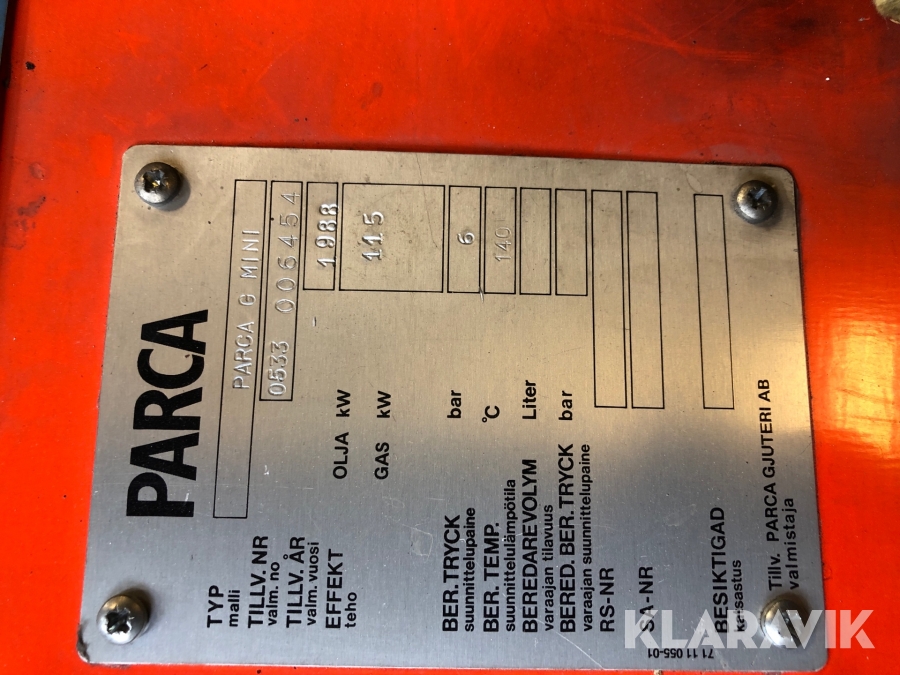 PARCA
TYP PARCA G MINI
malli
TILLV. NR 0533 006454
valm. no
TILLV. ÅR 1988
valm. vuosi
EFFEKT OLJA kW
teho GAS kW 115
BER. TRYCK bar 6
suunnittelupaine
BER. TEMP. °C 140
suunnittelulämpötila
BEREDAREVOLYM Liter
varaajan tilavuus
BERED. BER. TRYCK bar
varaajan suunnittelupaine
RS-NR
SA-NR
BESIKTIGAD
katsastus
Tillv. PARCA GJUTERI AB
valmistaja
71 11 055-01
KLARAVIK